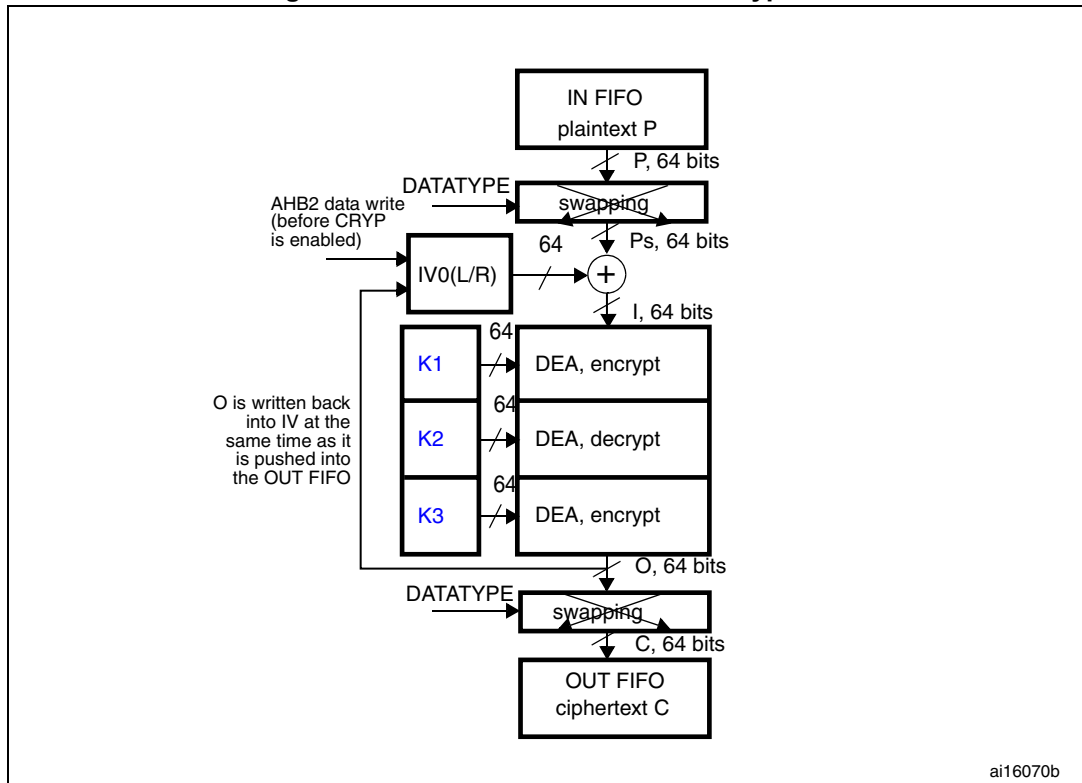 IN FIFO
plaintext P
P, 64 bits
DATATYPE
swapping
AHB2 data write
(before CRYP
is enabled)
Ps, 64 bits
64
IV0(L/R)
+
I, 64 bits
64
K1
DEA, encrypt
64
K2
DEA, decrypt
O is written back
into IV at the
same time as it
is pushed into
the OUT FIFO
64
K3
DEA, encrypt
O, 64 bits
DATATYPE
swapping
C, 64 bits
OUT FIFO
ciphertext C
ai16070b